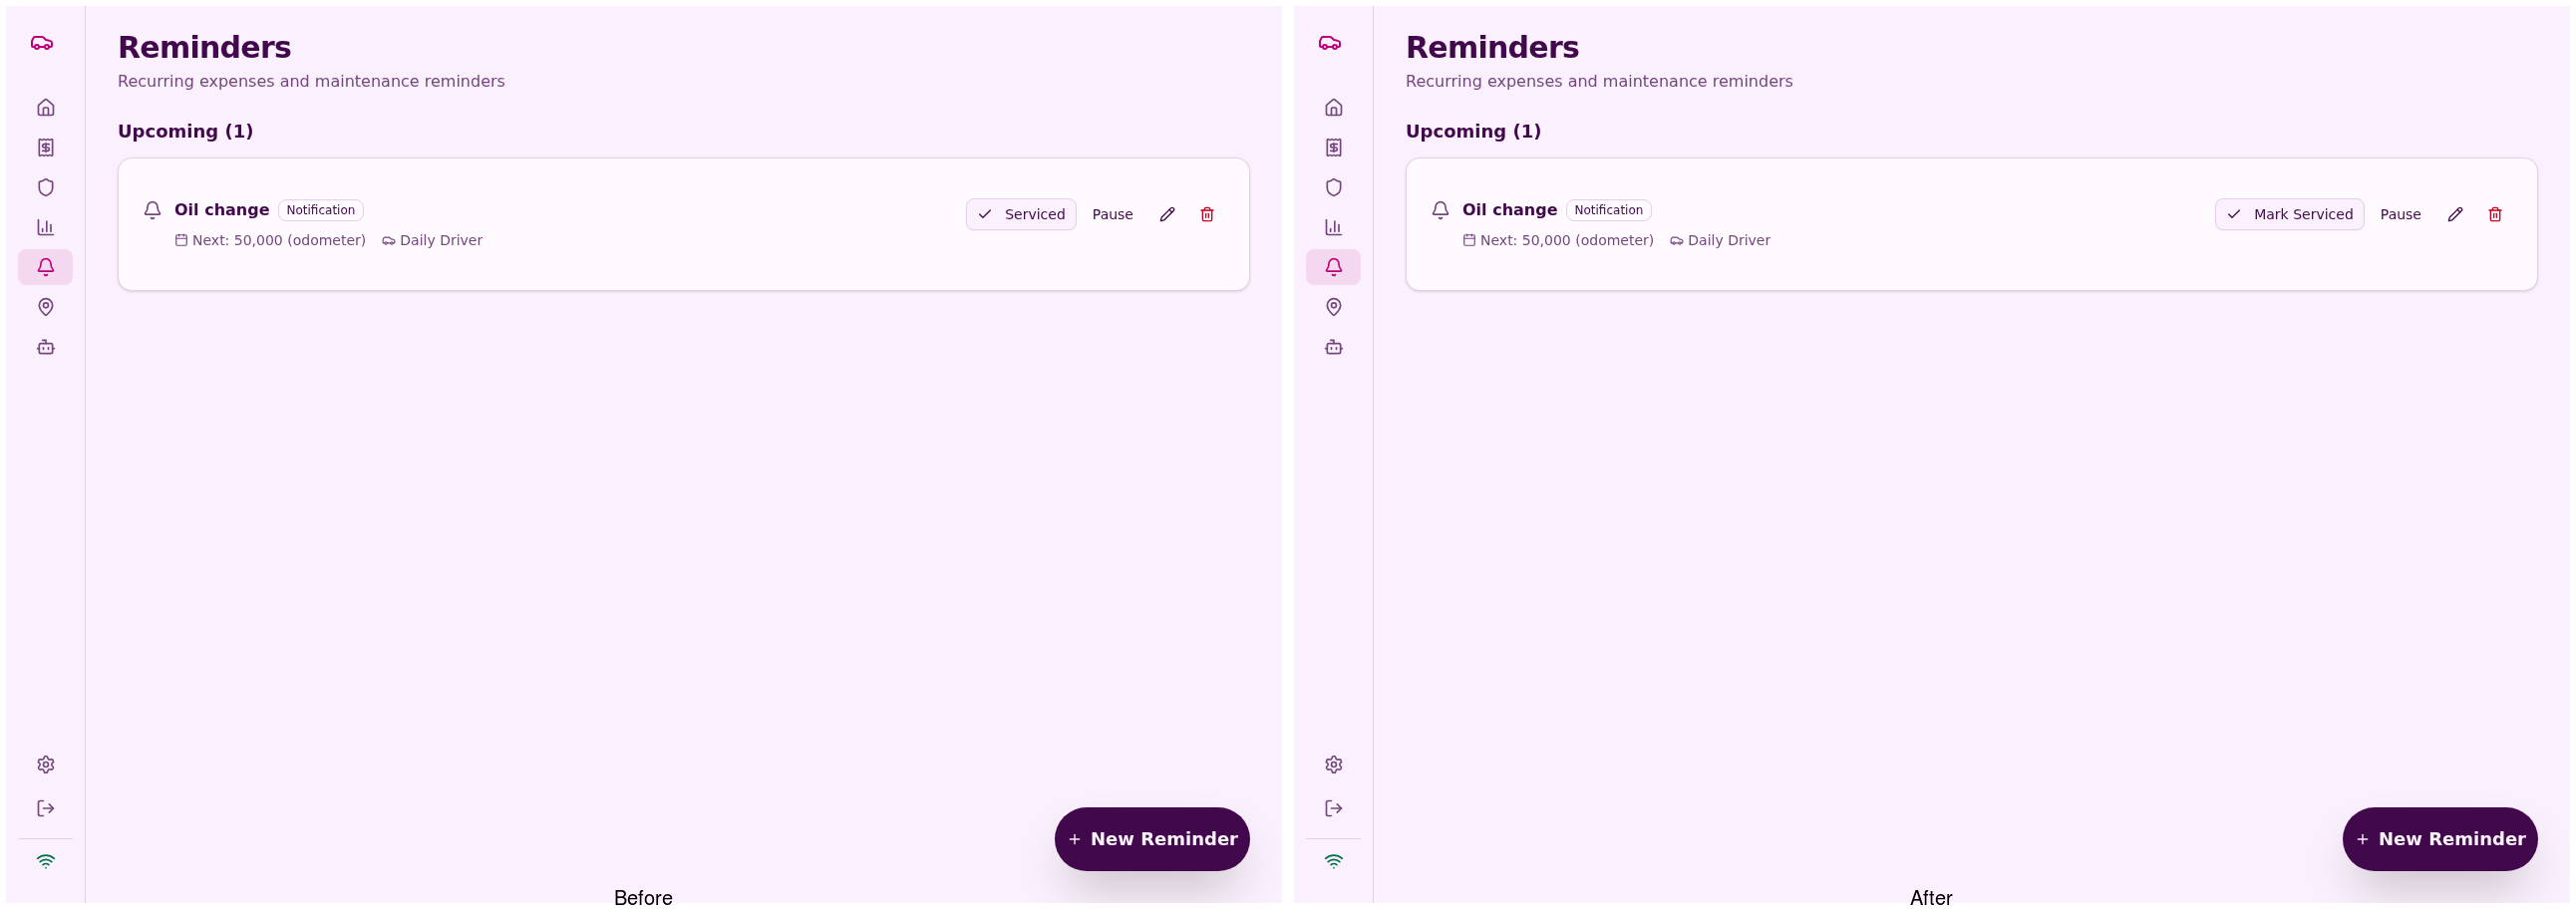 Reminders
Recurring expenses and maintenance reminders
Upcoming (1)
Oil change Notification
Serviced Pause
Next: 50,000 (odometer) Daily Driver
+ New Reminder
Before
Reminders
Recurring expenses and maintenance reminders
Upcoming (1)
Oil change Notification
Mark Serviced Pause
Next: 50,000 (odometer) Daily Driver
+ New Reminder
After